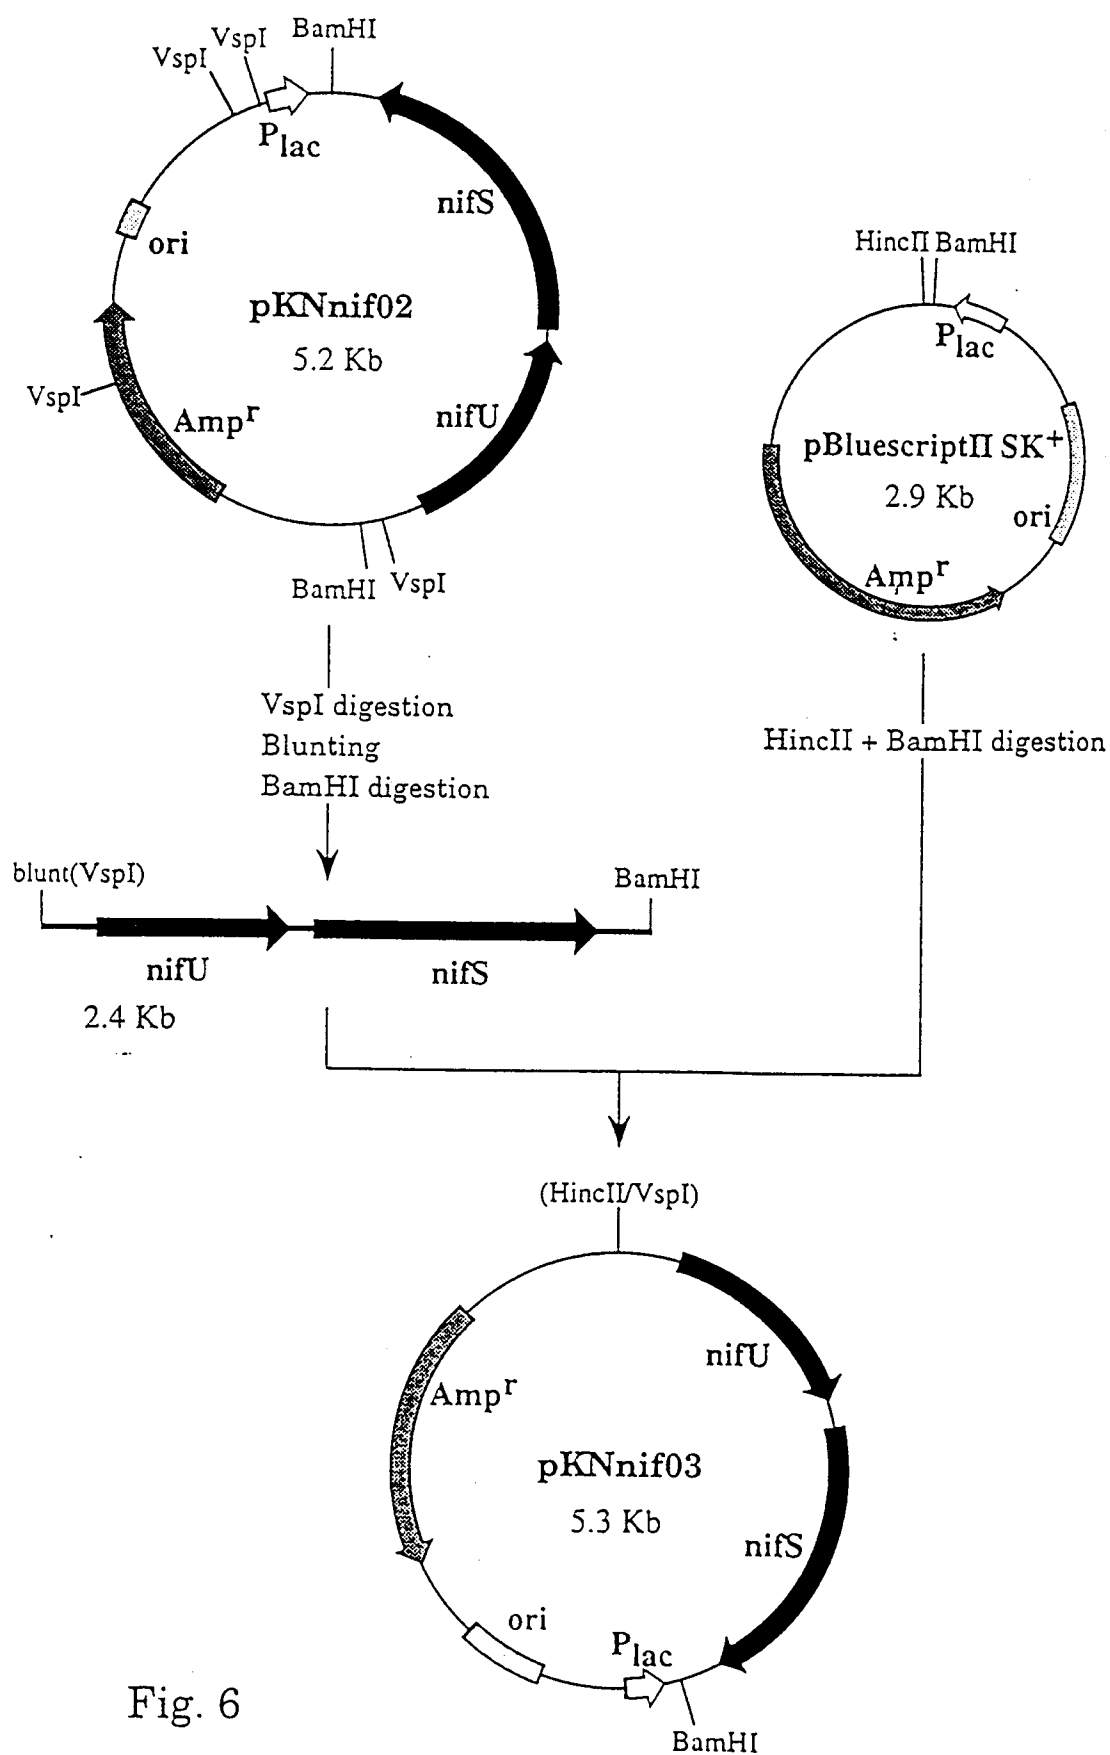 VspI
VspI
BamHI
Plac
nifS
ori
pKNnif02
5.2 Kb
VspI
Ampr
nifU
BamHI
VspI
HincII BamHI
Plac
pBluescriptII SK+
2.9 Kb
ori
Ampr
VspI digestion
Blunting
BamHI digestion
HincII + BamHI digestion
blunt(VspI)
BamHI
nifU
nifS
2.4 Kb
(HincII/VspI)
nifU
Ampr
pKNnif03
5.3 Kb
nifS
ori
Plac
BamHI
Fig. 6